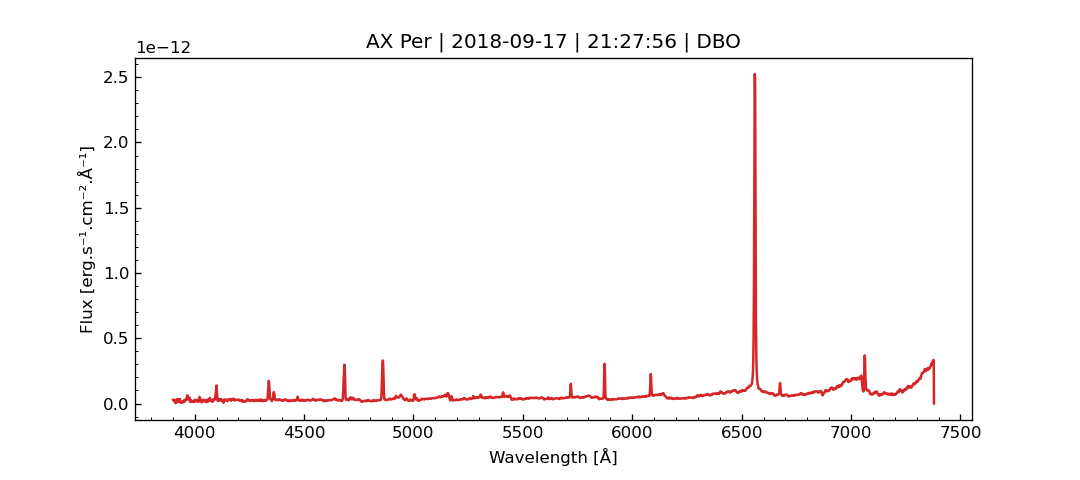 AX Per | 2018-09-17 | 21:27:56 | DBO
1e−12
2.5
2.0
1.5
1.0
0.5
0.0
Flux [erg.s⁻¹.cm⁻².Å⁻¹]
4000 4500 5000 5500 6000 6500 7000 7500
Wavelength [Å]